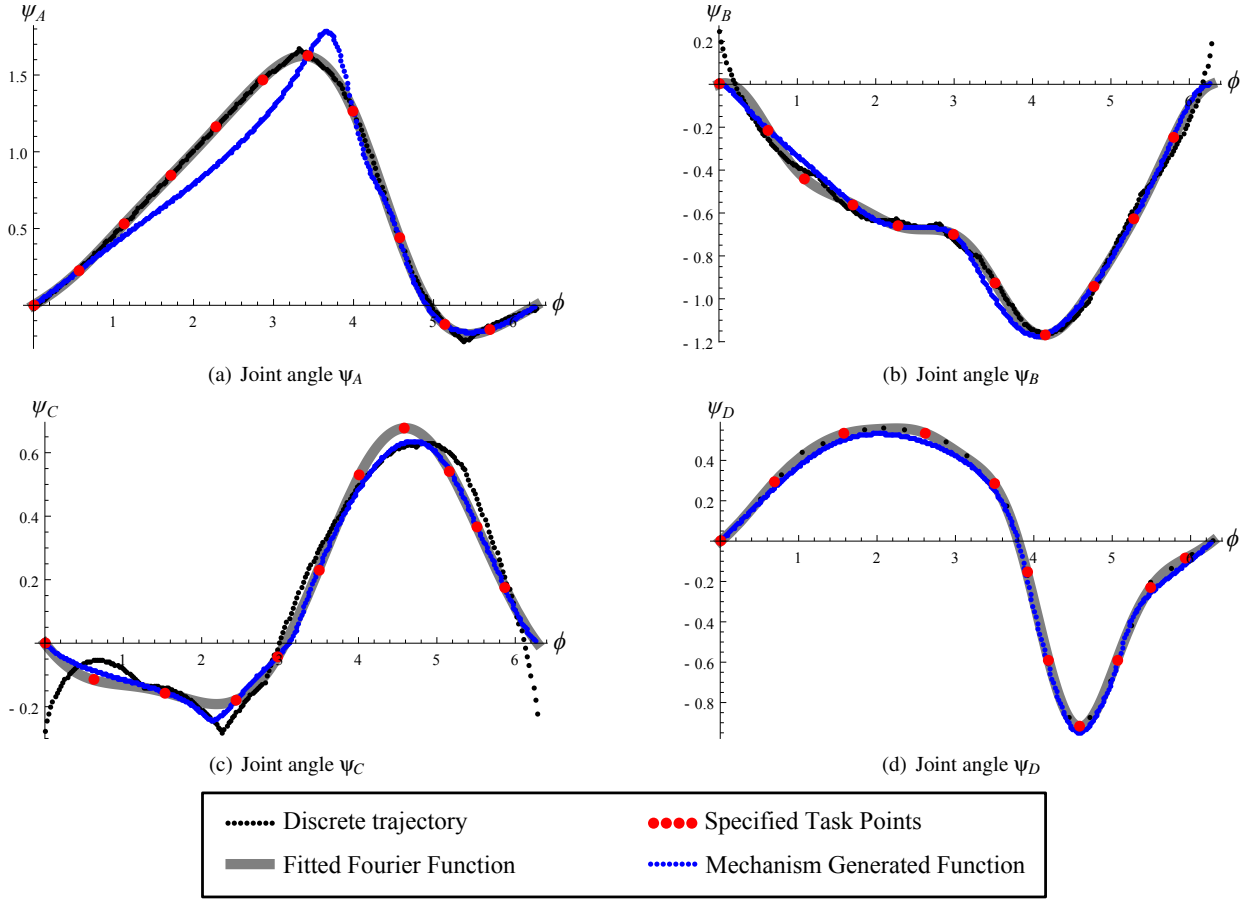 ψA
1.5
1.0
0.5
1 2 3 4 5 6 ϕ
(a) Joint angle ψA
ψB
0.2
1 2 3 4 5 6 ϕ
- 0.2
- 0.4
- 0.6
- 0.8
- 1.0
- 1.2
(b) Joint angle ψB
ψC
0.6
0.4
0.2
1 2 3 4 5 6 ϕ
- 0.2
(c) Joint angle ψC
ψD
0.4
0.2
1 2 3 4 5 6 ϕ
- 0.2
- 0.4
- 0.6
- 0.8
(d) Joint angle ψD
Discrete trajectory
Specified Task Points
Fitted Fourier Function
Mechanism Generated Function